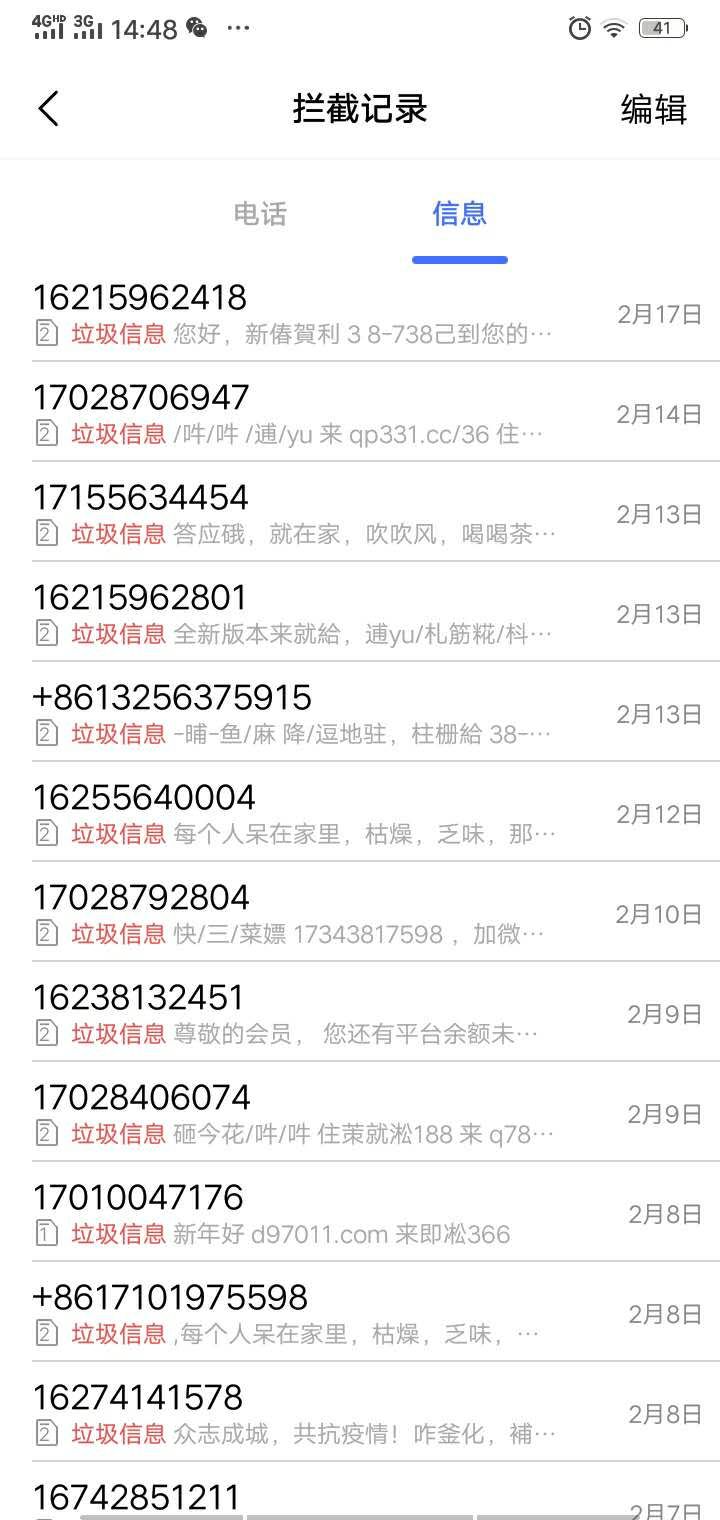 4GHD 3G 14:48 ··· 41
拦截记录 编辑
电话 信息
16215962418
2月17日
2 垃圾信息 您好，新偆賀利 3 8-738己到您的···
17028706947
2月14日
2 垃圾信息 /吽/吽 /逋/yu 来 qp331.cc/36 住···
17155634454
2月13日
2 垃圾信息 答应硪，就在家，吹吹风，喝喝茶···
16215962801
2月13日
2 垃圾信息 全新版本来就給，逋yu/札筋糀/枓···
+8613256375915
2月13日
2 垃圾信息 -晡-鱼/麻 降/逗地驻，柱栅給 38-···
16255640004
2月12日
2 垃圾信息 每个人呆在家里，枯燥，乏味，那···
17028792804
2月10日
2 垃圾信息 快/三/菜嫖 17343817598 ，加微···
16238132451
2月9日
2 垃圾信息 尊敬的会员， 您还有平台余额未···
17028406074
2月9日
2 垃圾信息 砸今花/吽/吽 住茉就淞188 来 q78···
17010047176
2月8日
1 垃圾信息 新年好 d97011.com 来即凇366
+8617101975598
2月8日
2 垃圾信息 ,每个人呆在家里，枯燥，乏味，···
16274141578
2月8日
2 垃圾信息 众志成城，共抗疫情！咋釜化，補···
16742851211
2月7日